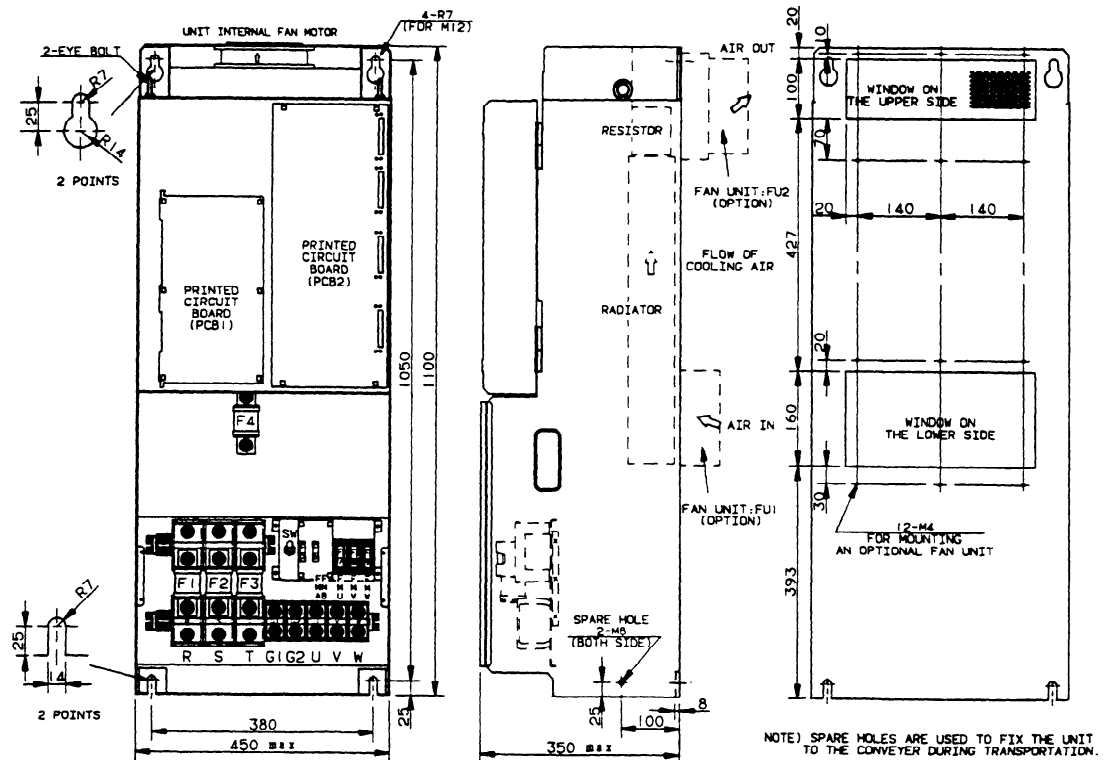 4-R7
(FOR M12)
UNIT INTERNAL FAN MOTOR
2-EYE BOLT
R7
25
R14
2 POINTS
PRINTED
CIRCUIT
BOARD
(PCB2)
PRINTED
CIRCUIT
BOARD
(PCB1)
F4
SW
F1
F2
F3
R S T G1 G2 U V W
R7
25
14
2 POINTS
380
450 max
25
1050
1100
AIR OUT
RESISTOR
FAN UNIT:FU2
(OPTION)
FLOW OF
COOLING AIR
RADIATOR
AIR IN
FAN UNIT:FU1
(OPTION)
SPARE HOLE
2-M6
(BOTH SIDE)
25
100
8
350 max
20
10
100
70
WINDOW ON
THE UPPER SIDE
20
140
140
427
20
160
WINDOW ON
THE LOWER SIDE
30
12-M4
FOR MOUNTING
AN OPTIONAL FAN UNIT
393
NOTE) SPARE HOLES ARE USED TO FIX THE UNIT
TO THE CONVEYER DURING TRANSPORTATION.